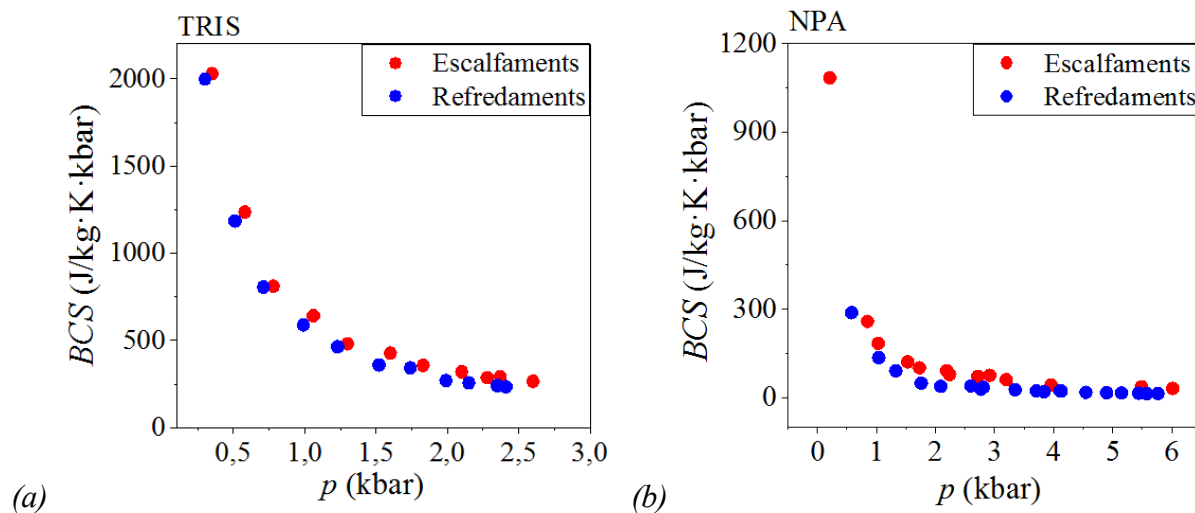 TRIS
Escalfaments
Refredaments
BCS (J/kg·K·kbar)
2000
1500
1000
500
0
0,5 1,0 1,5 2,0 2,5 3,0
p (kbar)
(a)
NPA
Escalfaments
Refredaments
BCS (J/kg·K·kbar)
1200
900
600
300
0
0 1 2 3 4 5 6
p (kbar)
(b)